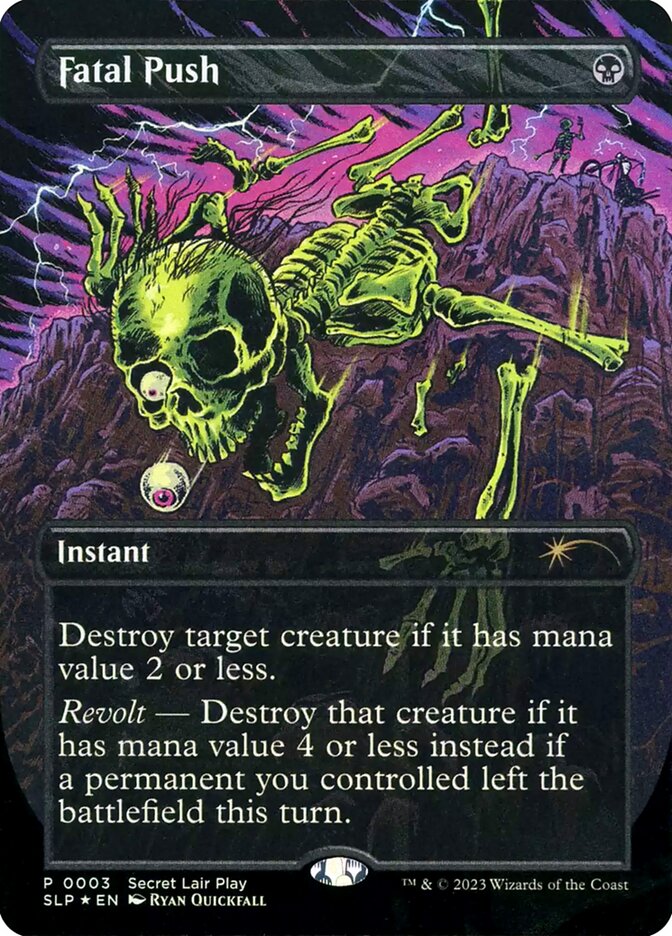 Fatal Push
Instant
Destroy target creature if it has mana
value 2 or less.
Revolt — Destroy that creature if it
has mana value 4 or less instead if
a permanent you controlled left the
battlefield this turn.
P 0003 Secret Lair Play
SLP ★ EN Ryan Quickfall
™ & © 2023 Wizards of the Coast